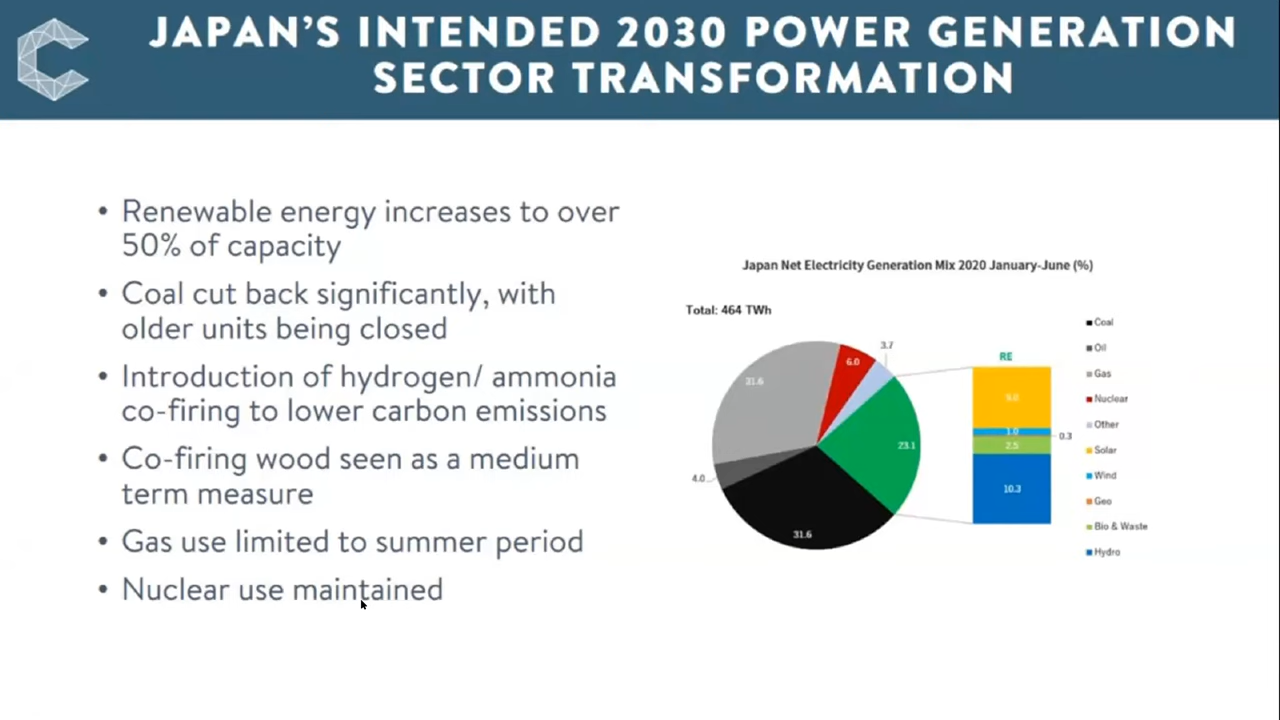 JAPAN'S INTENDED 2030 POWER GENERATION
SECTOR TRANSFORMATION
• Renewable energy increases to over
50% of capacity
• Coal cut back significantly, with
older units being closed
• Introduction of hydrogen/ ammonia
co-firing to lower carbon emissions
• Co-firing wood seen as a medium
term measure
• Gas use limited to summer period
• Nuclear use maintained
Japan Net Electricity Generation Mix 2020 January-June (%)
Total: 464 TWh
31.6
6.0
3.7
23.1
4.0
31.6
RE
1.0
0.3
2.5
10.3
Coal
Oil
Gas
Nuclear
Other
Solar
Wind
Geo
Bio & Waste
Hydro